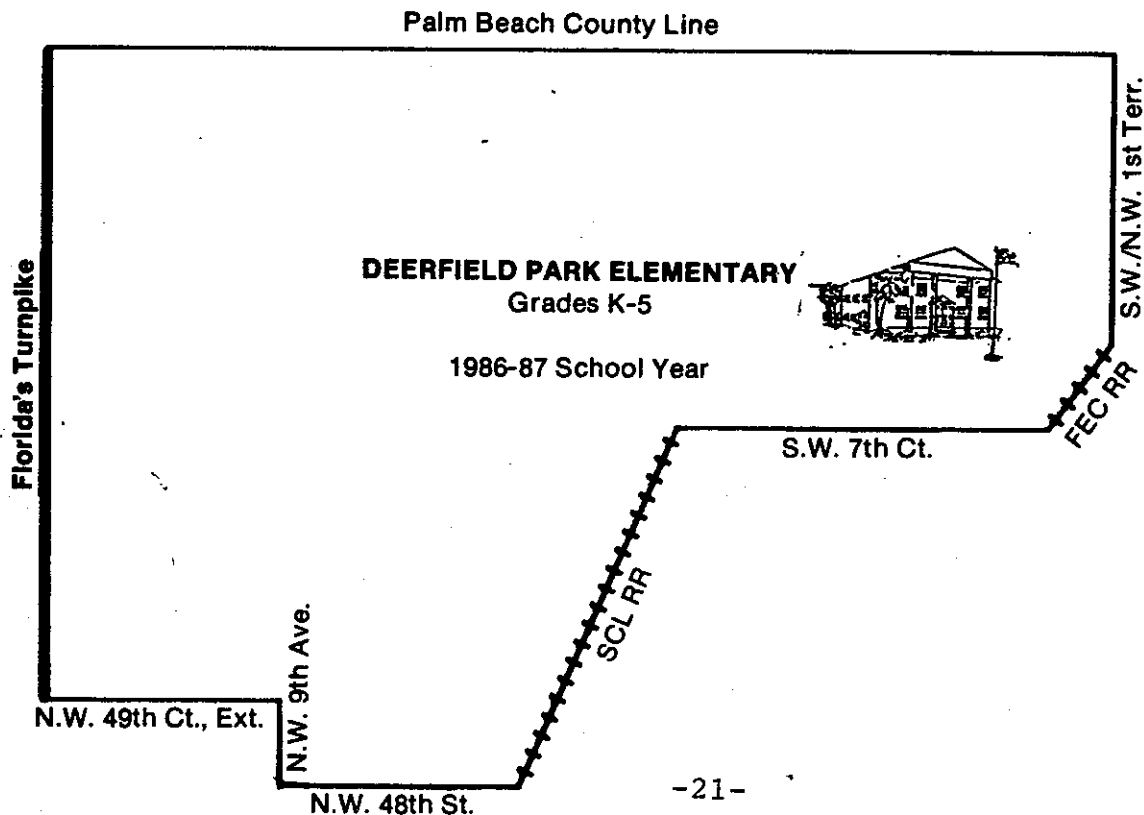 Palm Beach County Line
S.W./N.W. 1st Terr.
Florida's Turnpike
DEERFIELD PARK ELEMENTARY
Grades K-5
1986-87 School Year
FEC RR
S.W. 7th Ct.
SCL RR
N.W. 9th Ave.
N.W. 49th Ct., Ext.
N.W. 48th St.
-21-